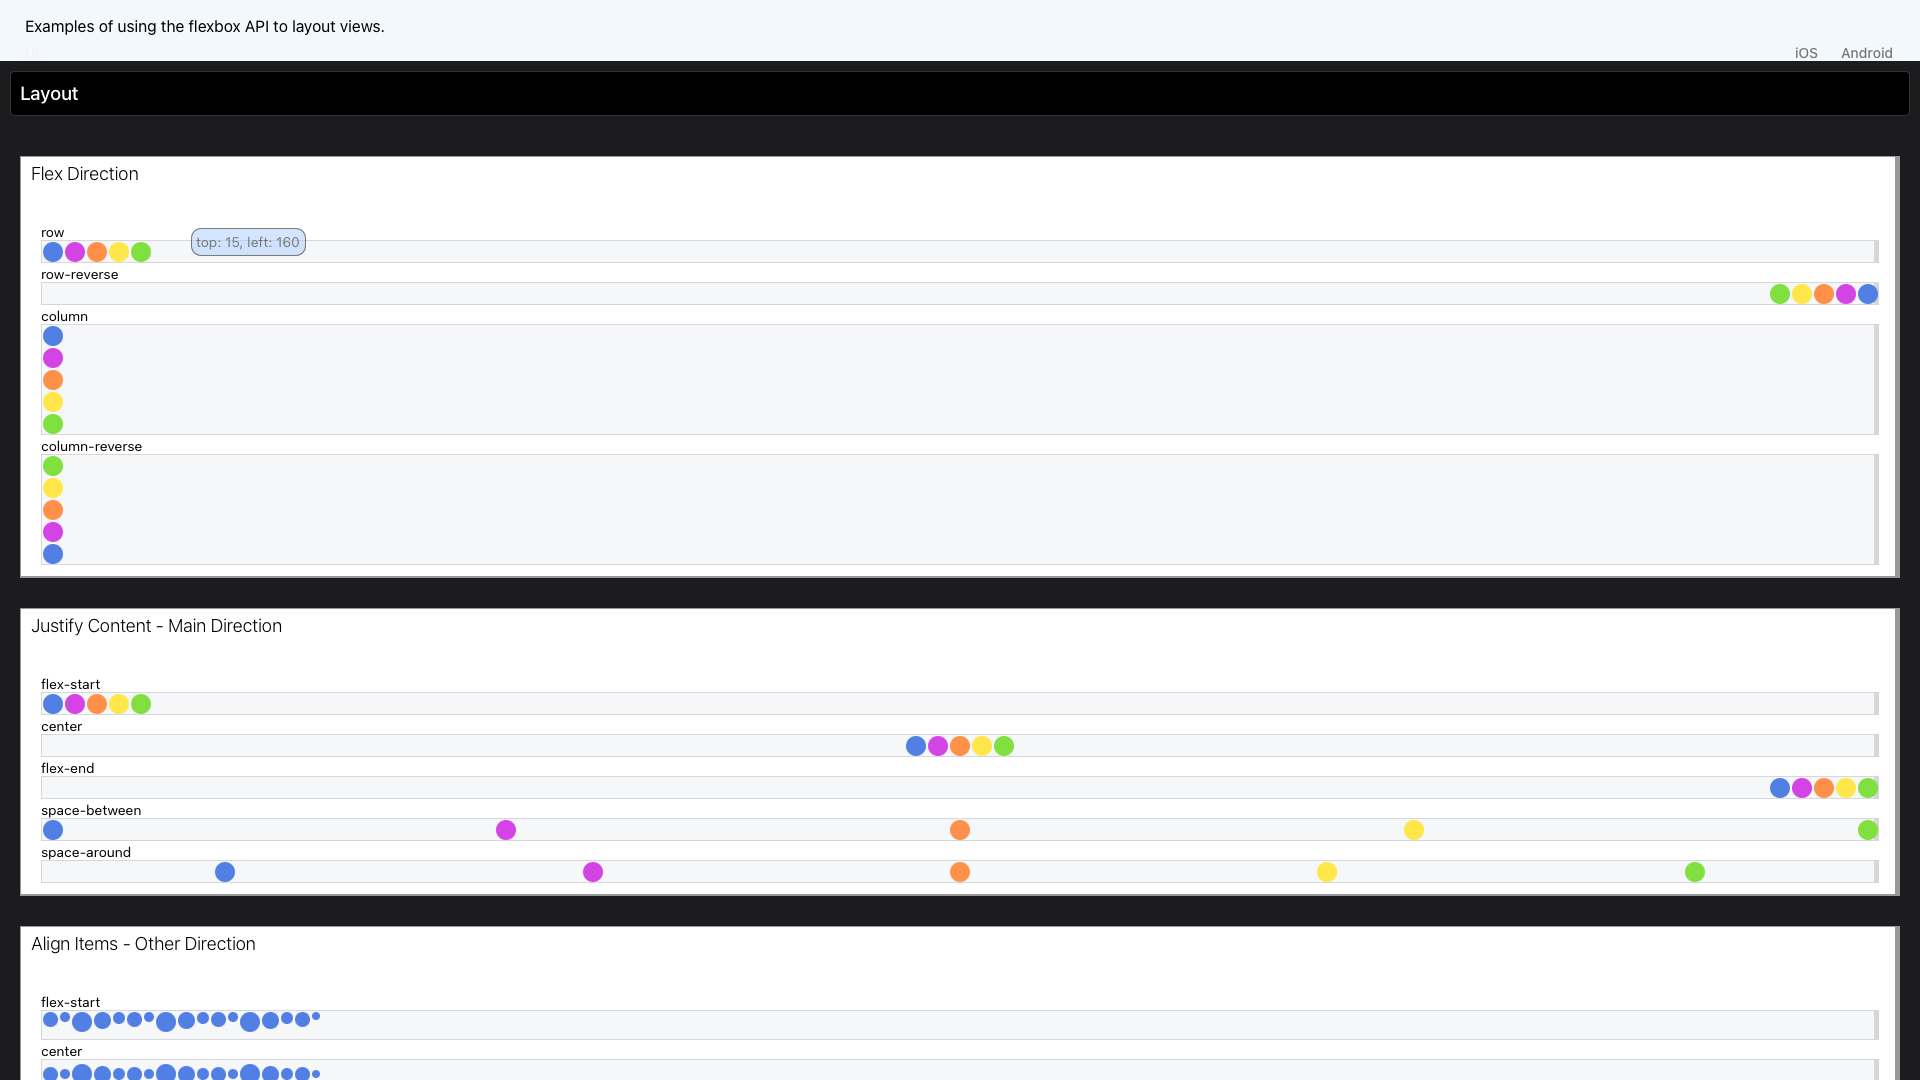 Examples of using the flexbox API to layout views.
iOS Android
Layout
Flex Direction
row
top: 15, left: 160
row-reverse
column
column-reverse
Justify Content - Main Direction
flex-start
center
flex-end
space-between
space-around
Align Items - Other Direction
flex-start
center